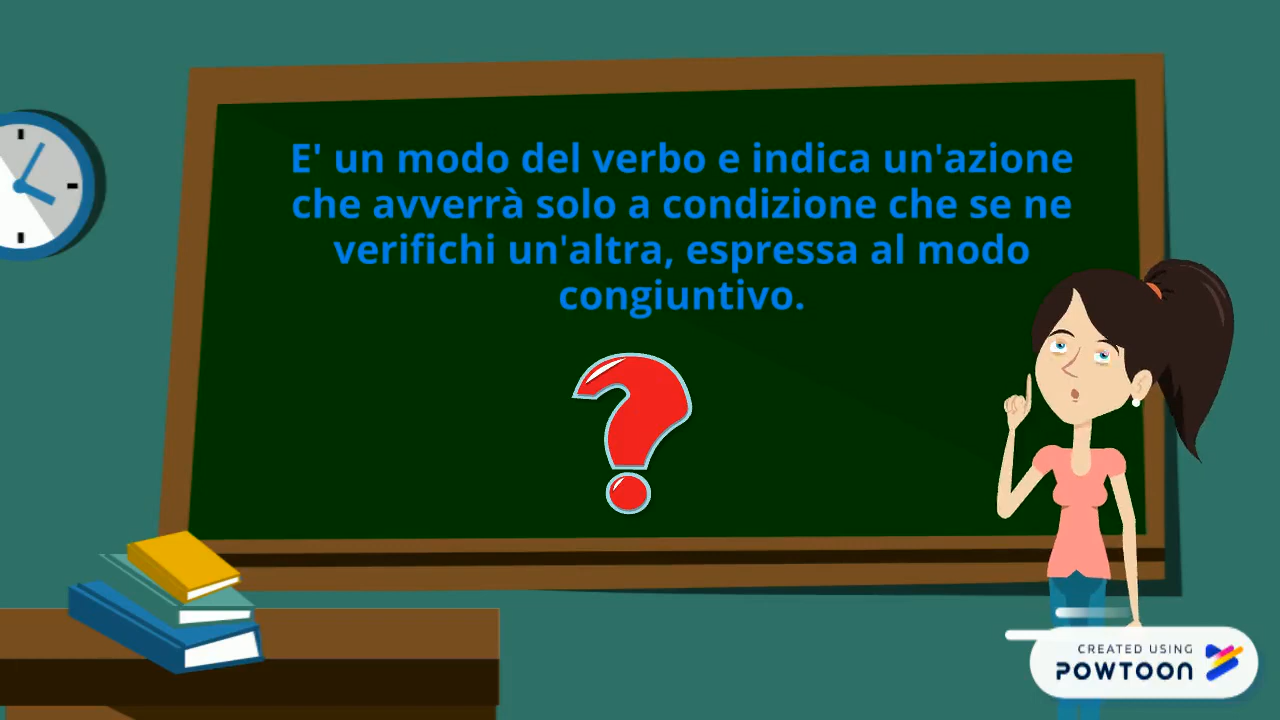 E' un modo del verbo e indica un'azione
che avverrà solo a condizione che se ne
verifichi un'altra, espressa al modo
congiuntivo.
?
CREATED USING
POWTOON